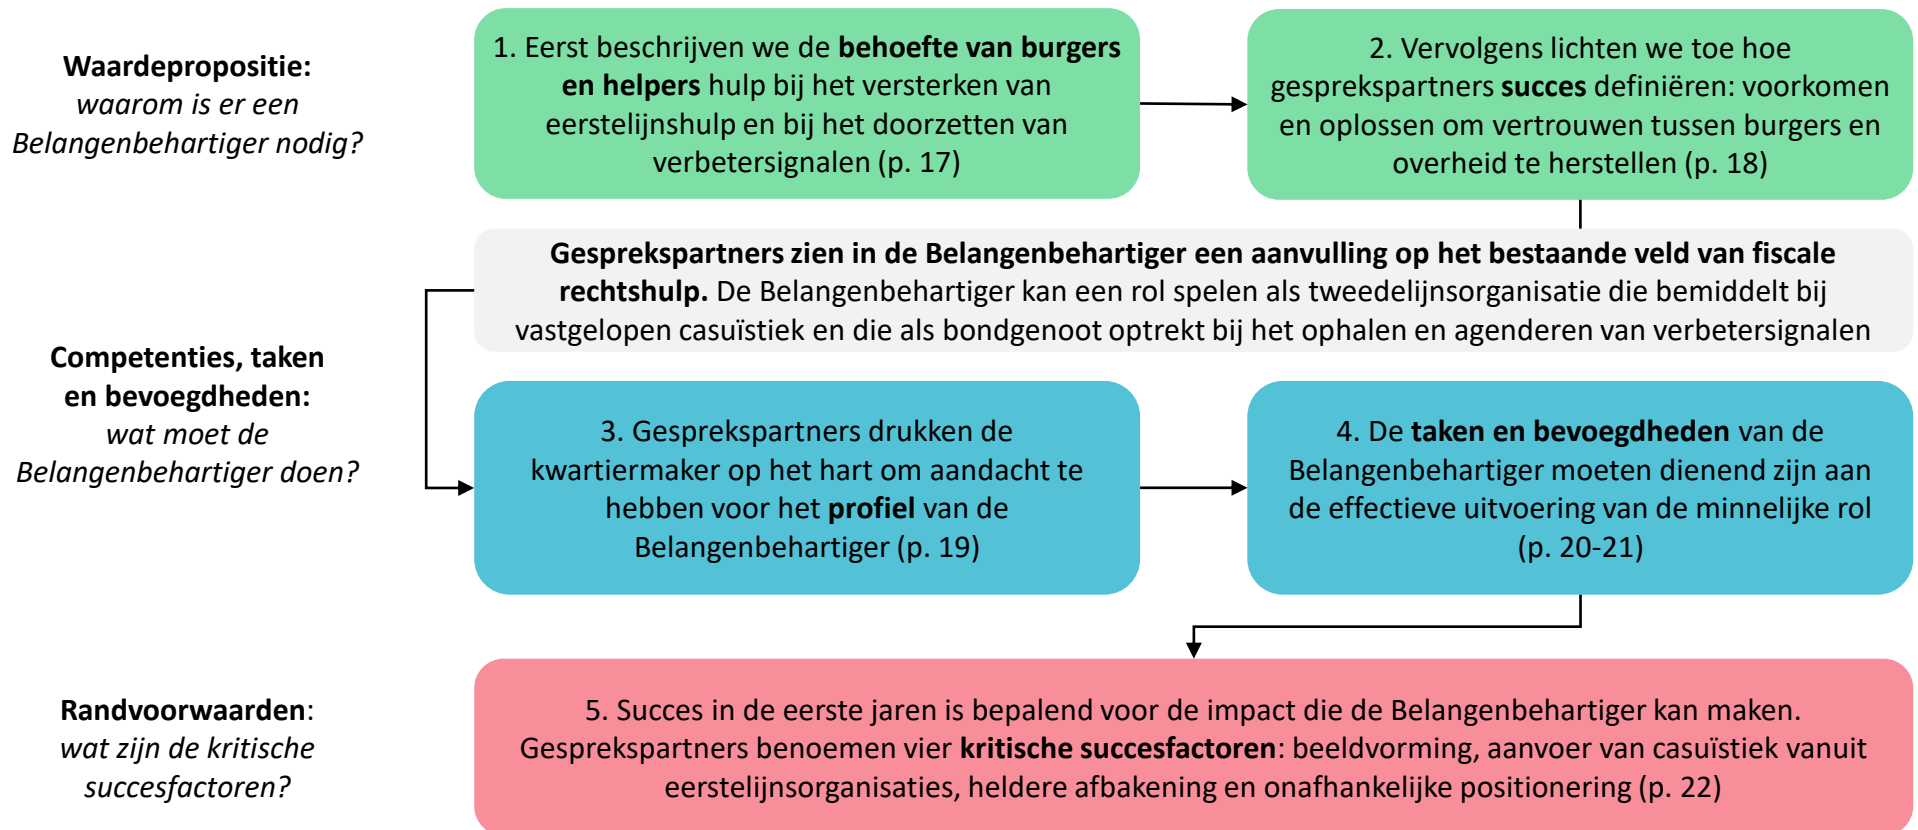 Waardepropositie:
waarom is er een
Belangenbehartiger nodig?
1. Eerst beschrijven we de behoefte van burgers
en helpers hulp bij het versterken van
eerstelijnshulp en bij het doorzetten van
verbetersignalen (p. 17)
2. Vervolgens lichten we toe hoe
gesprekspartners succes definiëren: voorkomen
en oplossen om vertrouwen tussen burgers en
overheid te herstellen (p. 18)
Gesprekspartners zien in de Belangenbehartiger een aanvulling op het bestaande veld van fiscale
rechtshulp. De Belangenbehartiger kan een rol spelen als tweedelijnsorganisatie die bemiddelt bij
vastgelopen casuïstiek en die als bondgenoot optrekt bij het ophalen en agenderen van verbetersignalen
Competenties, taken
en bevoegdheden:
wat moet de
Belangenbehartiger doen?
3. Gesprekspartners drukken de
kwartiermaker op het hart om aandacht te
hebben voor het profiel van de
Belangenbehartiger (p. 19)
4. De taken en bevoegdheden van de
Belangenbehartiger moeten dienend zijn aan
de effectieve uitvoering van de minnelijke rol
(p. 20-21)
Randvoorwaarden:
wat zijn de kritische
succesfactoren?
5. Succes in de eerste jaren is bepalend voor de impact die de Belangenbehartiger kan maken.
Gesprekspartners benoemen vier kritische succesfactoren: beeldvorming, aanvoer van casuïstiek vanuit
eerstelijnsorganisaties, heldere afbakening en onafhankelijke positionering (p. 22)